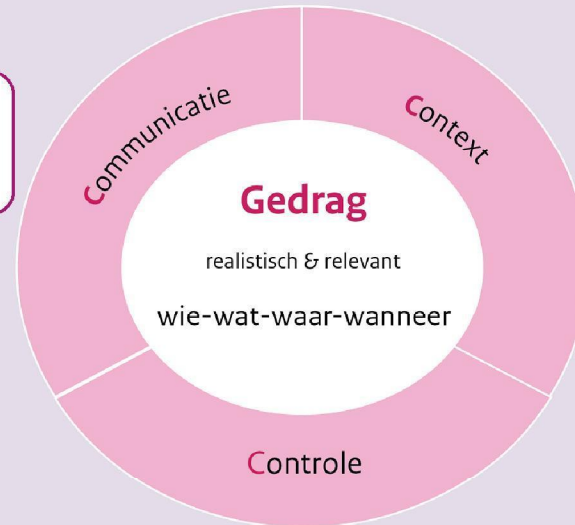 Communicatie
Context
Gedrag
realistisch & relevant
wie-wat-waar-wanneer
Controle